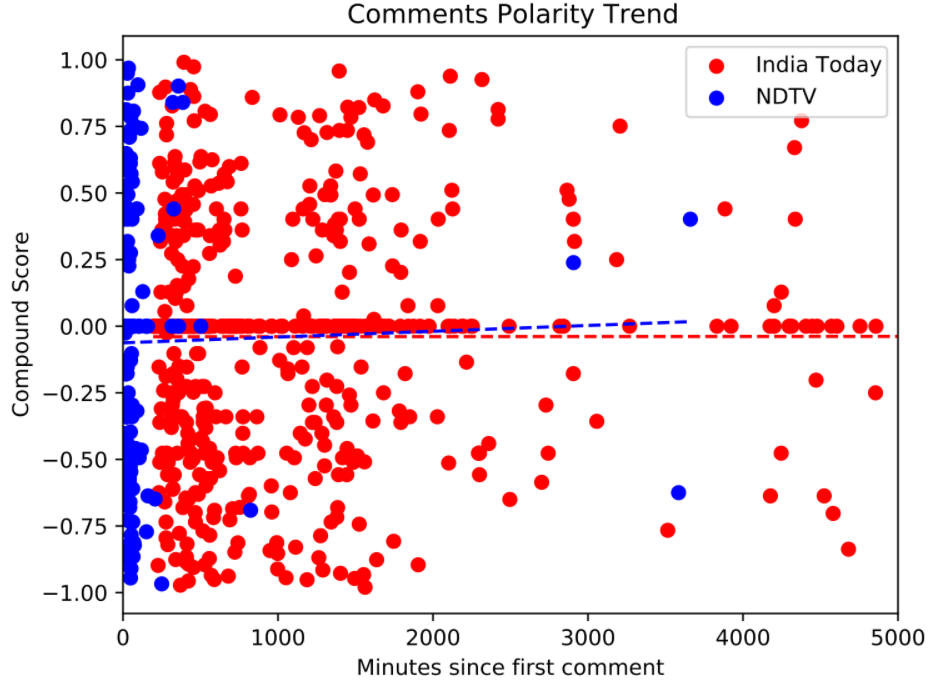 Comments Polarity Trend
Compound Score
1.00
0.75
0.50
0.25
0.00
−0.25
−0.50
−0.75
−1.00
India Today
NDTV
0 1000 2000 3000 4000 5000
Minutes since first comment